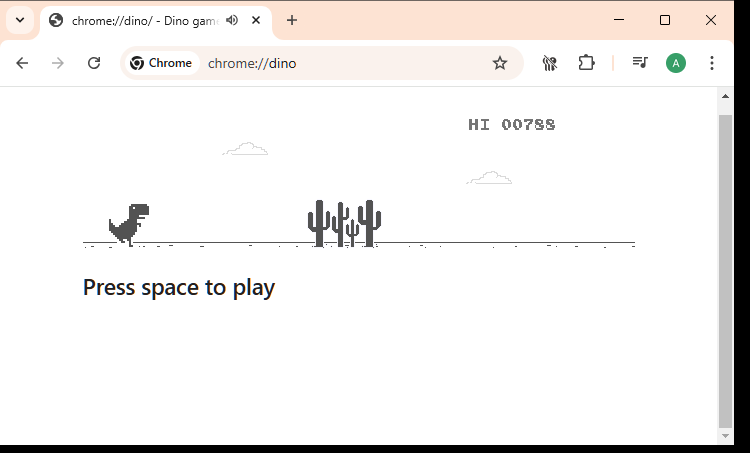 chrome://dino/ - Dino game
Chrome
chrome://dino
A
HI 00788
Press space to play